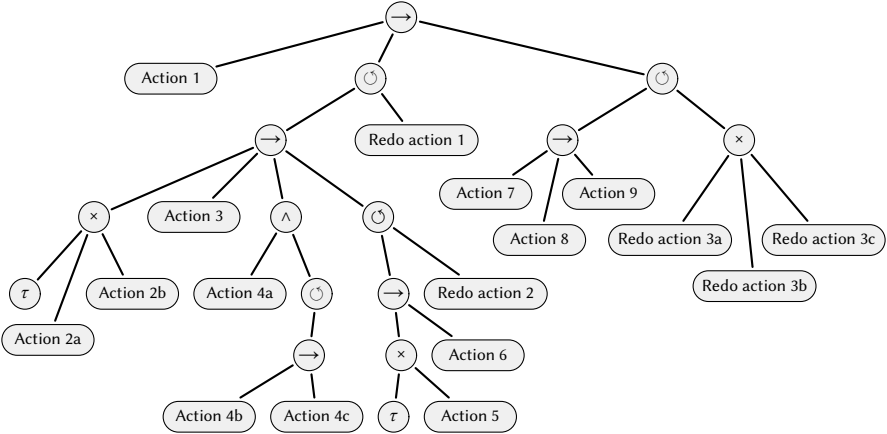 →
Action 1
↺
↺
→
Redo action 1
→
×
×
Action 3
∧
↺
Action 7
Action 9
Action 8
Redo action 3a
Redo action 3c
Redo action 3b
τ
Action 2b
Action 2a
Action 4a
↺
→
Redo action 2
→
×
Action 6
Action 4b
Action 4c
τ
Action 5